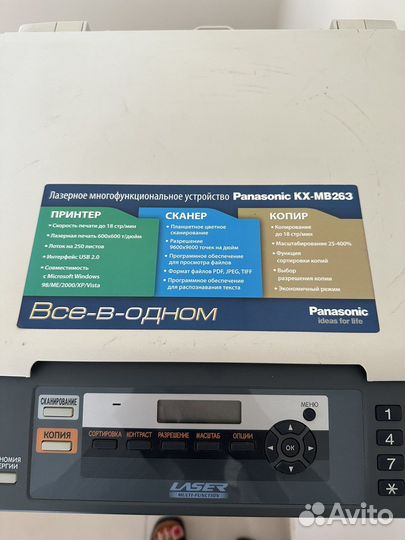 Лазерное многофункциональное устройство Panasonic KX-MB263
ПРИНТЕР
• Скорость печати до 18 стр/мин
• Лазерная печать 600x600 т/дюйм
• Лоток на 250 листов
• Интерфейс USB 2.0
• Совместимость
с Microsoft Windows
98/ME/2000/XP/Vista
СКАНЕР
• Планшетное цветное
сканирование
• Разрешение
9600x9600 точек на дюйм
• Программное обеспечение
для просмотра файлов
• Формат файлов PDF, JPEG, TIFF
• Программное обеспечение
для распознавания текста
КОПИР
• Копирование
до 18 стр/мин
• Масштабирование 25-400%
• Функция
сортировки копий
• Выбор
разрешения копии
• Экономичный режим
Все-в-одном
Panasonic
ideas for life
СКАНИРОВАНИЕ
КОПИЯ
СОРТИРОВКА
КОНТРАСТ
РАЗРЕШЕНИЕ
МАСШТАБ
ОПЦИИ
МЕНЮ
OK
ОНОМИЯ
ЕРГИИ
1
4
7
*
LASER
MULTI-FUNCTION
Avito